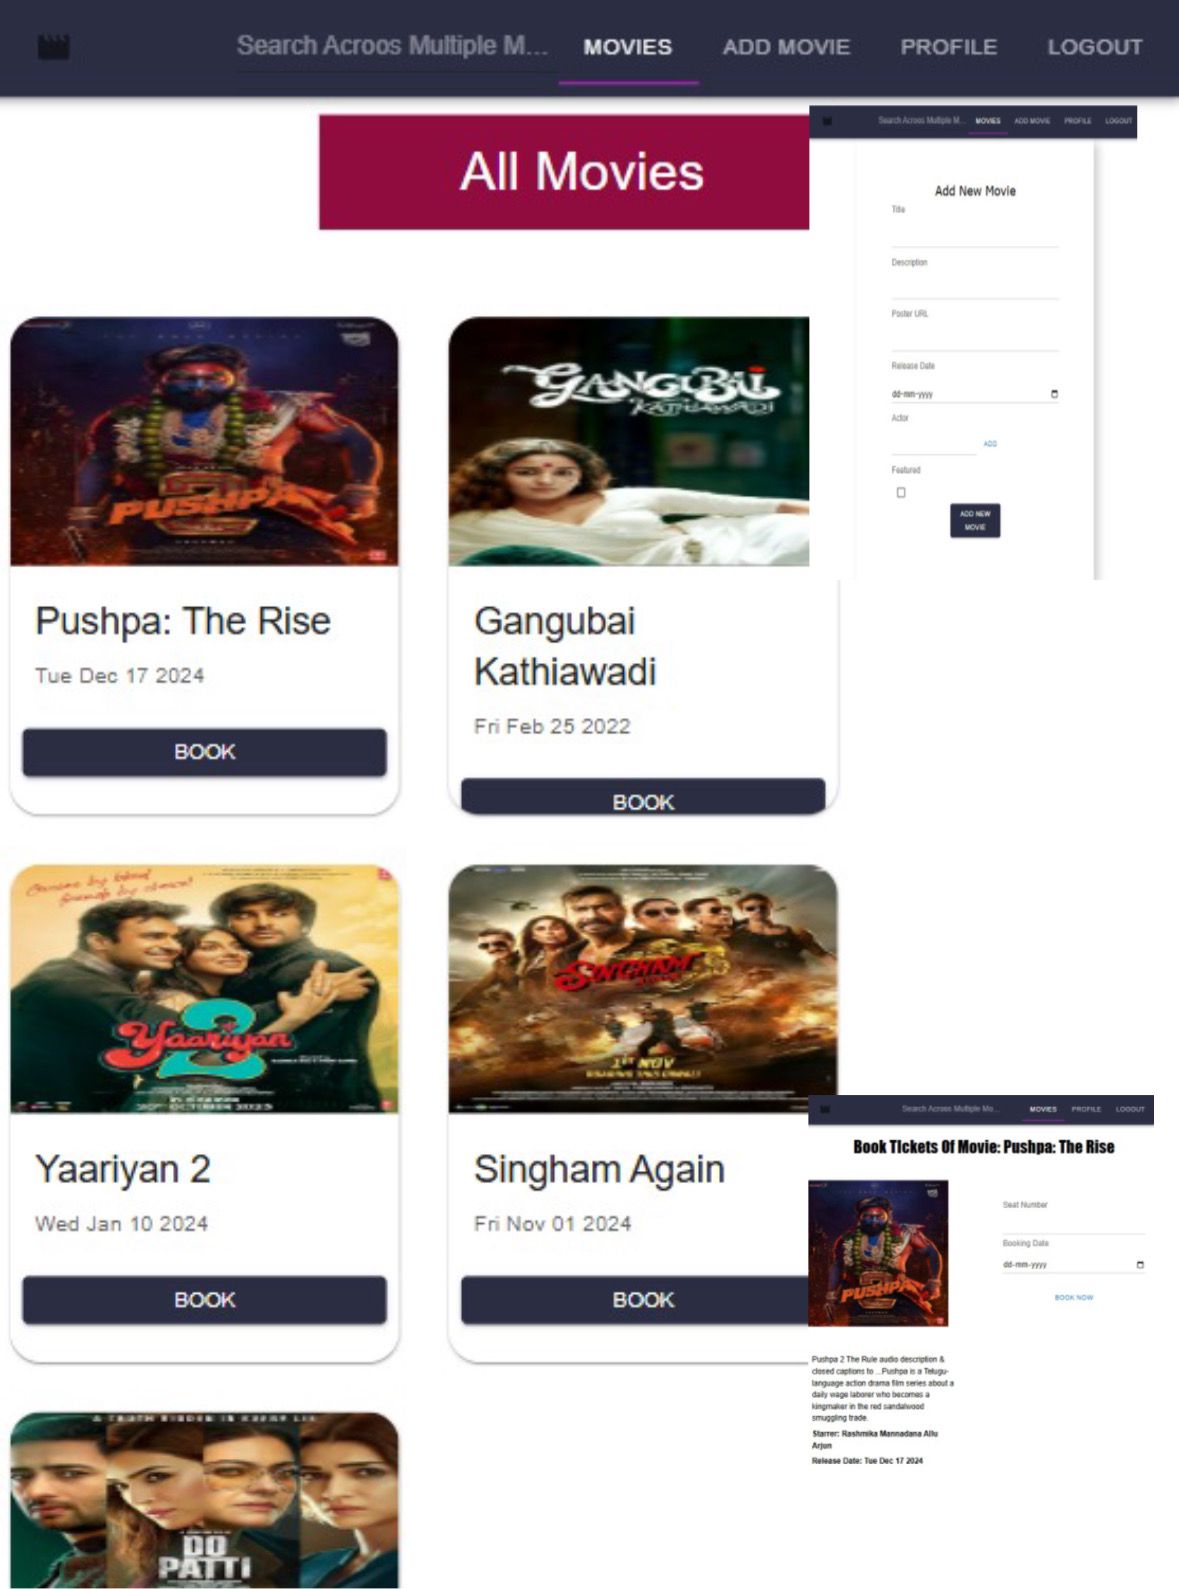 Search Acroos Multiple M... MOVIES ADD MOVIE PROFILE LOGOUT
All Movies
PUSHPA
Pushpa: The Rise
Tue Dec 17 2024
BOOK
GANGUBAI
KATHIAWADI
Gangubai
Kathiawadi
Fri Feb 25 2022
BOOK
Yaariyan
2
Yaariyan 2
Wed Jan 10 2024
BOOK
SINGHAM
1ST NOV
Singham Again
Fri Nov 01 2024
BOOK
DO
PATTI
Search Acroos Multiple M... MOVIES ADD MOVIE PROFILE LOGOUT
Add New Movie
Title
Description
Poster URL
Release Date
dd-mm-yyyy
Actor
ADD
Featured
ADD NEW
MOVIE
Search Acroos Multiple Mo... MOVIES PROFILE LOGOUT
Book TIckets Of Movie: Pushpa: The Rise
PUSHPA
Seat Number
Booking Date
dd-mm-yyyy
BOOK NOW
Pushpa 2 The Rule audio description &
closed captions to ...Pushpa is a Telugu-
language action drama film series about a
daily wage laborer who becomes a
kingmaker in the red sandalwood
smuggling trade.
Starrer: Rashmika Mannadana Allu
Arjun
Release Date: Tue Dec 17 2024